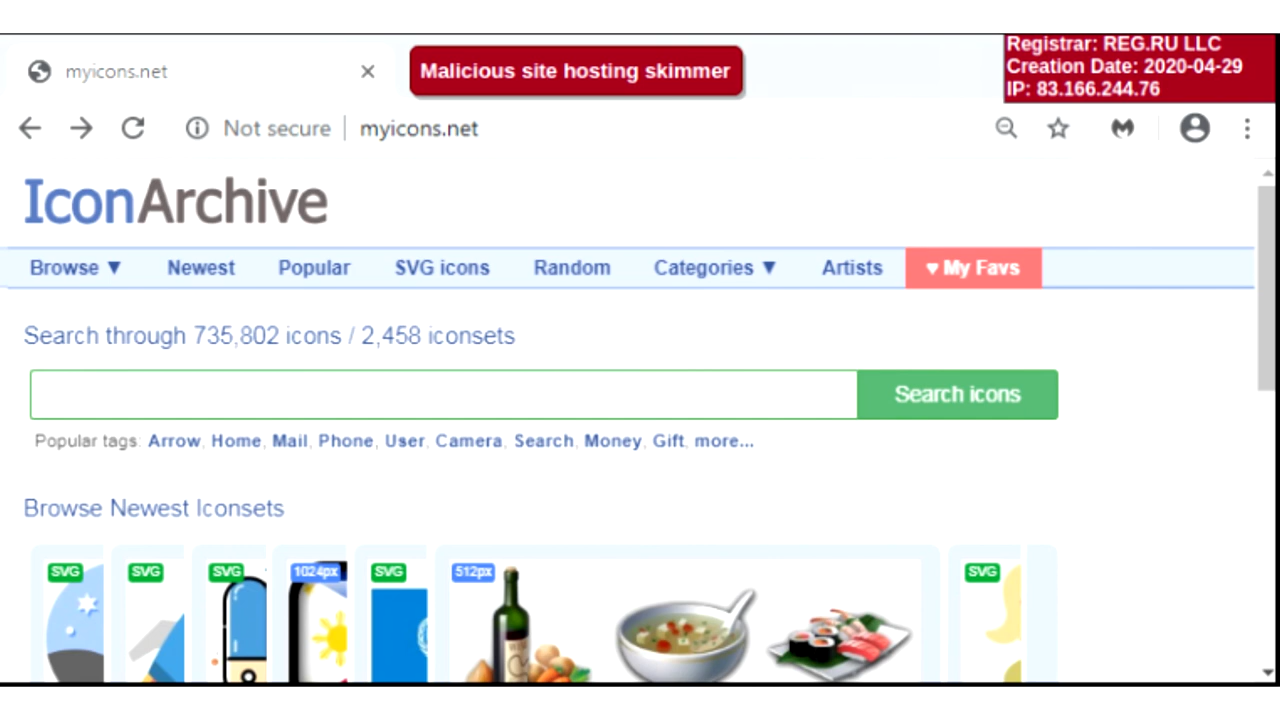 myicons.net
Malicious site hosting skimmer
Registrar: REG.RU LLC
Creation Date: 2020-04-29
IP: 83.166.244.76
Not secure
myicons.net
IconArchive
Browse ▼ Newest Popular SVG icons Random Categories ▼ Artists ♥ My Favs
Search through 735,802 icons / 2,458 iconsets
Search icons
Popular tags: Arrow, Home, Mail, Phone, User, Camera, Search, Money, Gift, more...
Browse Newest Iconsets
SVG SVG SVG 1024px SVG 512px SVG